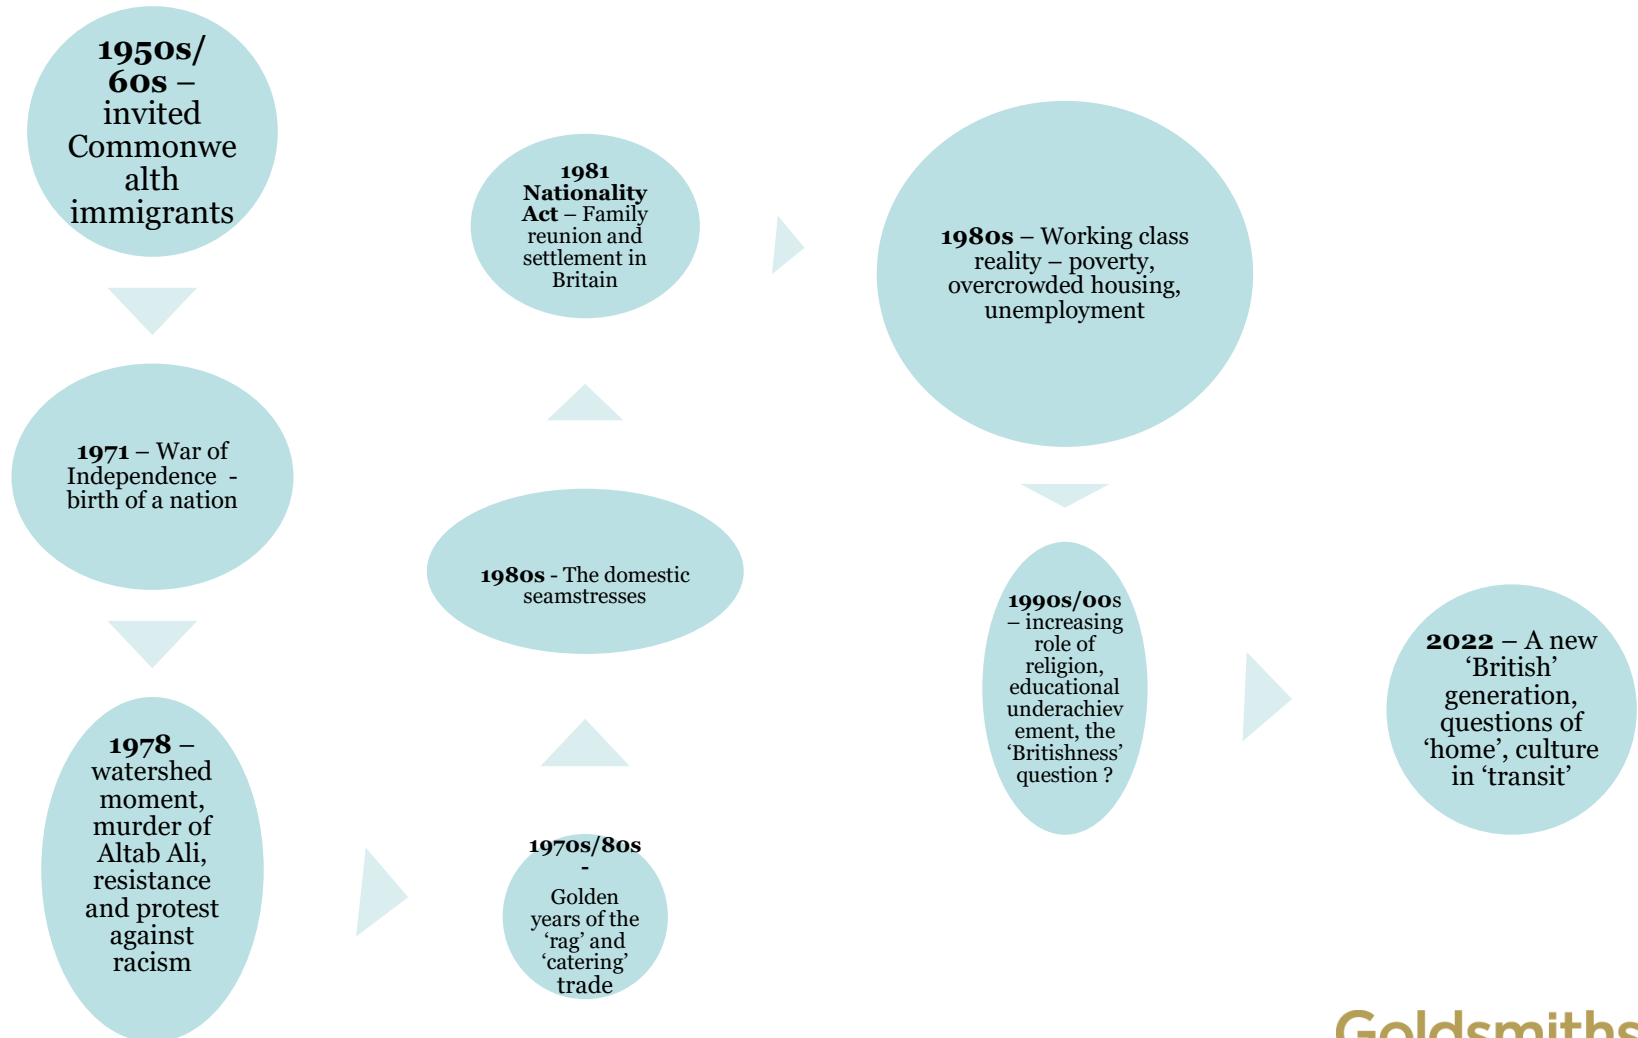 1950s/
60s –
invited
Commonwe
alth
immigrants
1971 – War of
Independence -
birth of a nation
1978 –
watershed
moment,
murder of
Altab Ali,
resistance
and protest
against
racism
1970s/80s
-
Golden
years of the
‘rag’ and
‘catering’
trade
1980s - The domestic
seamstresses
1981
Nationality
Act – Family
reunion and
settlement in
Britain
1980s – Working class
reality – poverty,
overcrowded housing,
unemployment
1990s/00s
– increasing
role of
religion,
educational
underachiev
ement, the
‘Britishness’
question ?
2022 – A new
‘British’
generation,
questions of
‘home’, culture
in ‘transit’
Goldsmiths